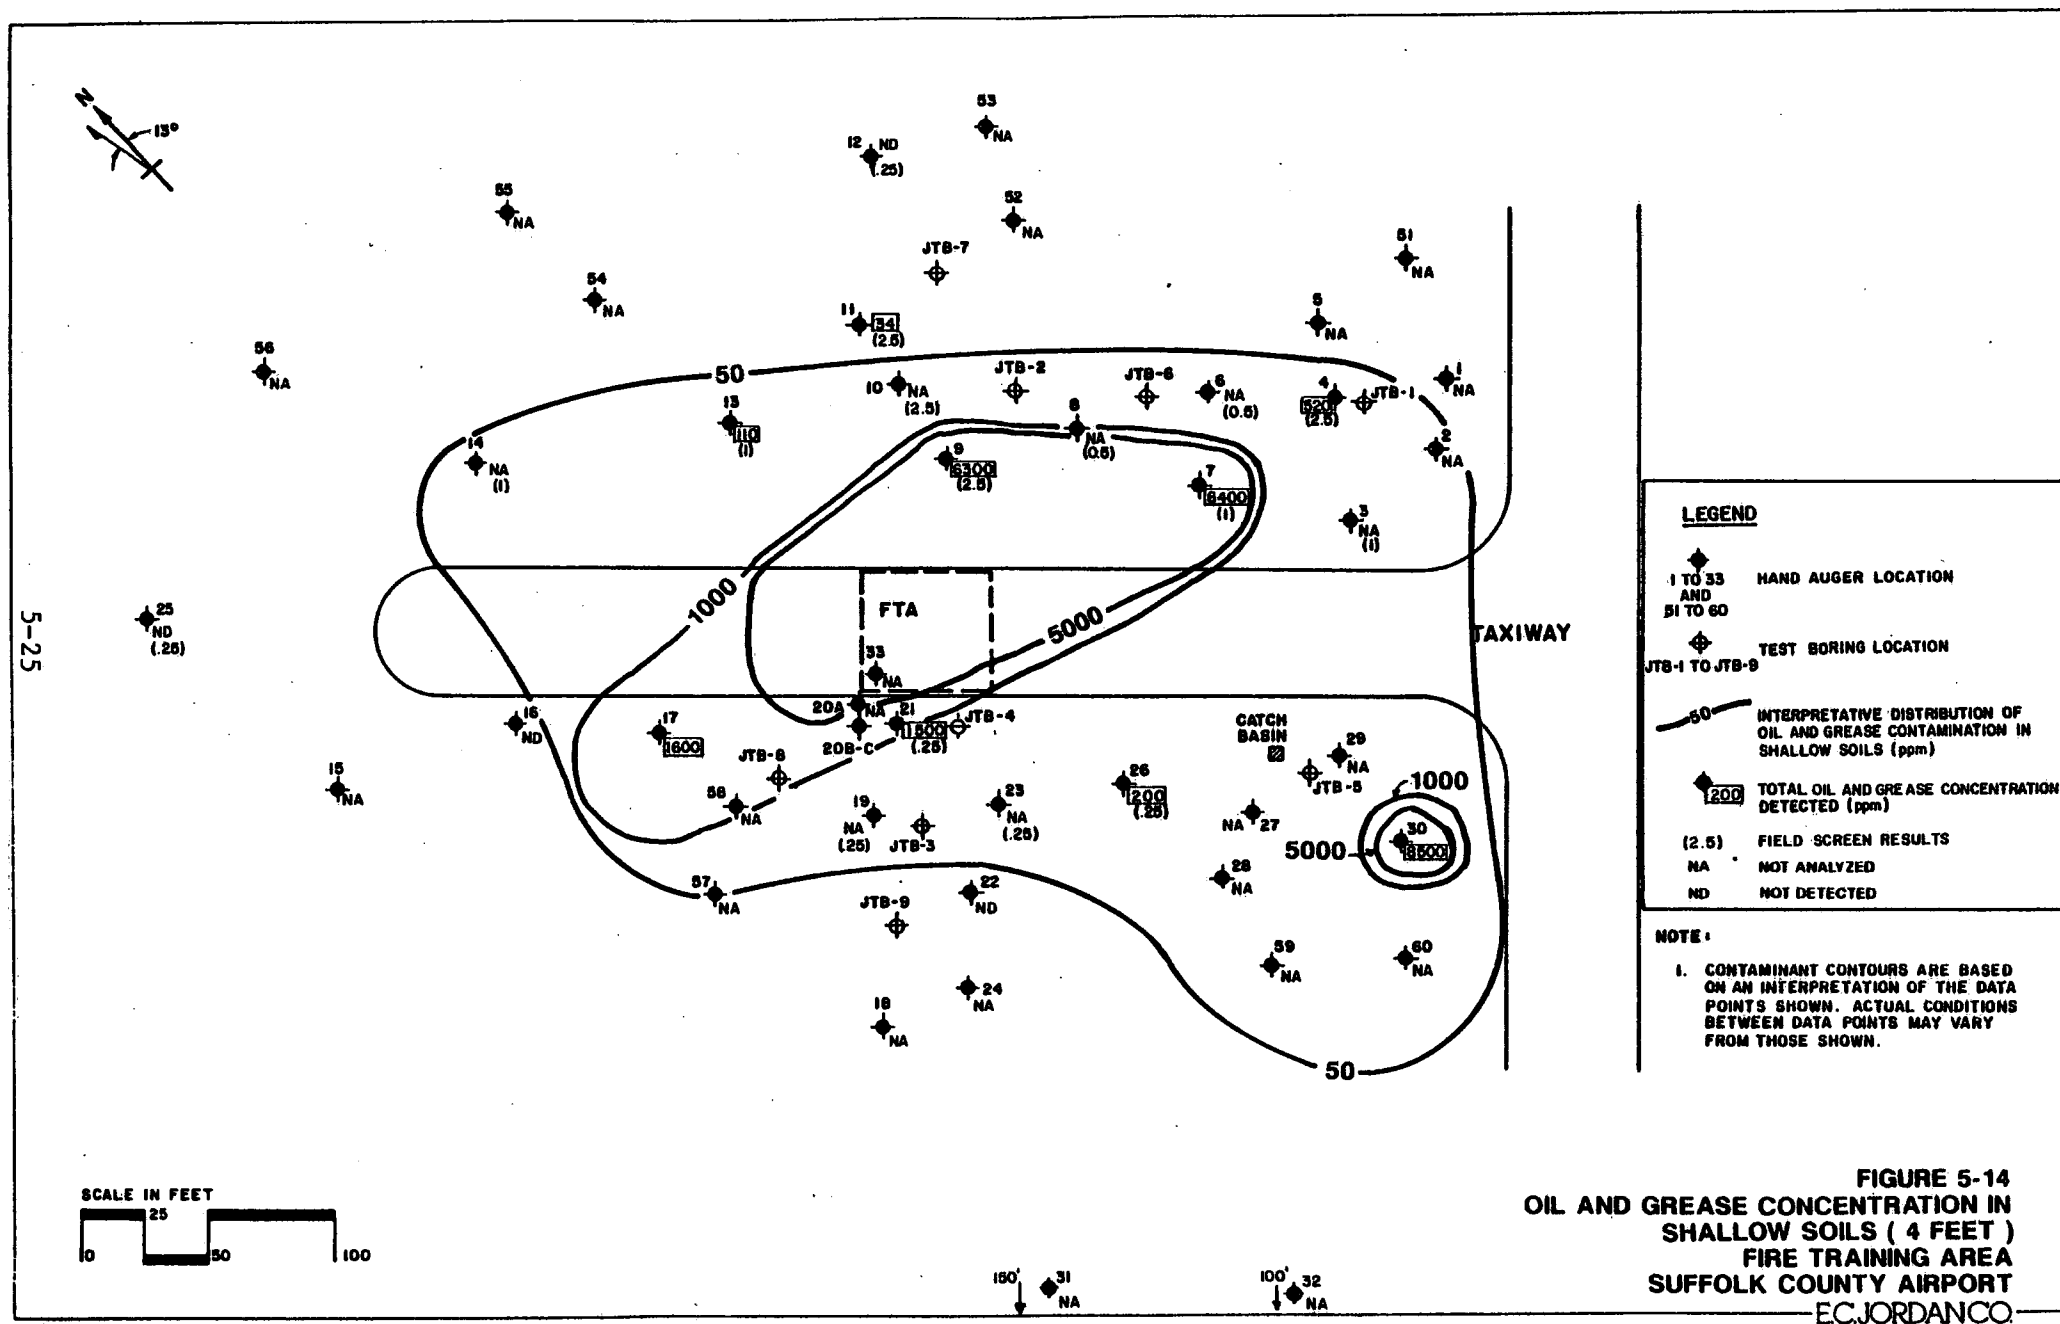 N
13°
53
NA
12 ND
(.25)
55
NA
52
NA
JTB-7
51
NA
54
NA
5
NA
11 34
(2.5)
56
NA
50
JTB-2
JTB-6
10 NA
(2.5)
6
NA
(0.5)
4
520
(2.5)
JTB-1
1
NA
13
110
(1)
8
NA
(0.5)
2
NA
14
NA
(1)
9
6300
(2.5)
7
8400
(1)
3
NA
(1)
1000
FTA
5000
33
NA
TAXIWAY
25
ND
(.25)
5-25
16
ND
17
1600
20A NA
20B-C
21
1500
(.25)
JTB-4
CATCH
BASIN
29
NA
JTB-5
JTB-8
15
NA
58
NA
19
NA
(.25)
JTB-3
23
NA
(.25)
26
200
(.25)
NA 27
1000
5000
30
8500
28
NA
57
NA
22
ND
JTB-9
59
NA
60
NA
24
NA
18
NA
50
LEGEND
1 TO 33
AND
51 TO 60
HAND AUGER LOCATION
JTB-1 TO JTB-9
TEST BORING LOCATION
50
INTERPRETATIVE DISTRIBUTION OF
OIL AND GREASE CONTAMINATION IN
SHALLOW SOILS (ppm)
200
TOTAL OIL AND GREASE CONCENTRATION
DETECTED (ppm)
(2.5) FIELD SCREEN RESULTS
NA NOT ANALYZED
ND NOT DETECTED
NOTE:
1. CONTAMINANT CONTOURS ARE BASED
ON AN INTERPRETATION OF THE DATA
POINTS SHOWN. ACTUAL CONDITIONS
BETWEEN DATA POINTS MAY VARY
FROM THOSE SHOWN.
SCALE IN FEET
25
0 50 100
150'
31
NA
100'
32
NA
FIGURE 5-14
OIL AND GREASE CONCENTRATION IN
SHALLOW SOILS ( 4 FEET )
FIRE TRAINING AREA
SUFFOLK COUNTY AIRPORT
E.C.JORDAN CO.